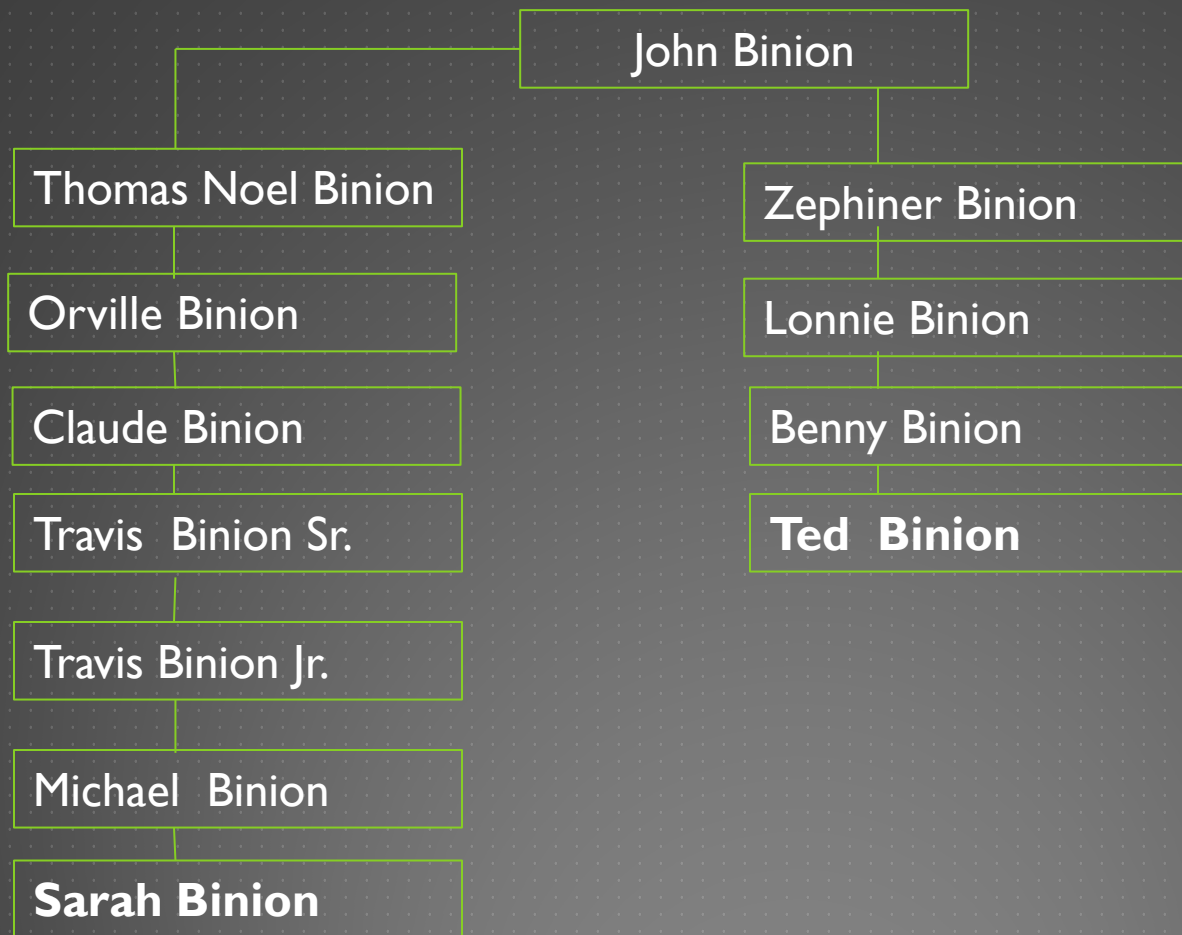 John Binion
Thomas Noel Binion
Zephiner Binion
Orville Binion
Lonnie Binion
Claude Binion
Benny Binion
Travis  Binion Sr.
Ted  Binion
Travis Binion Jr.
Michael  Binion
Sarah Binion